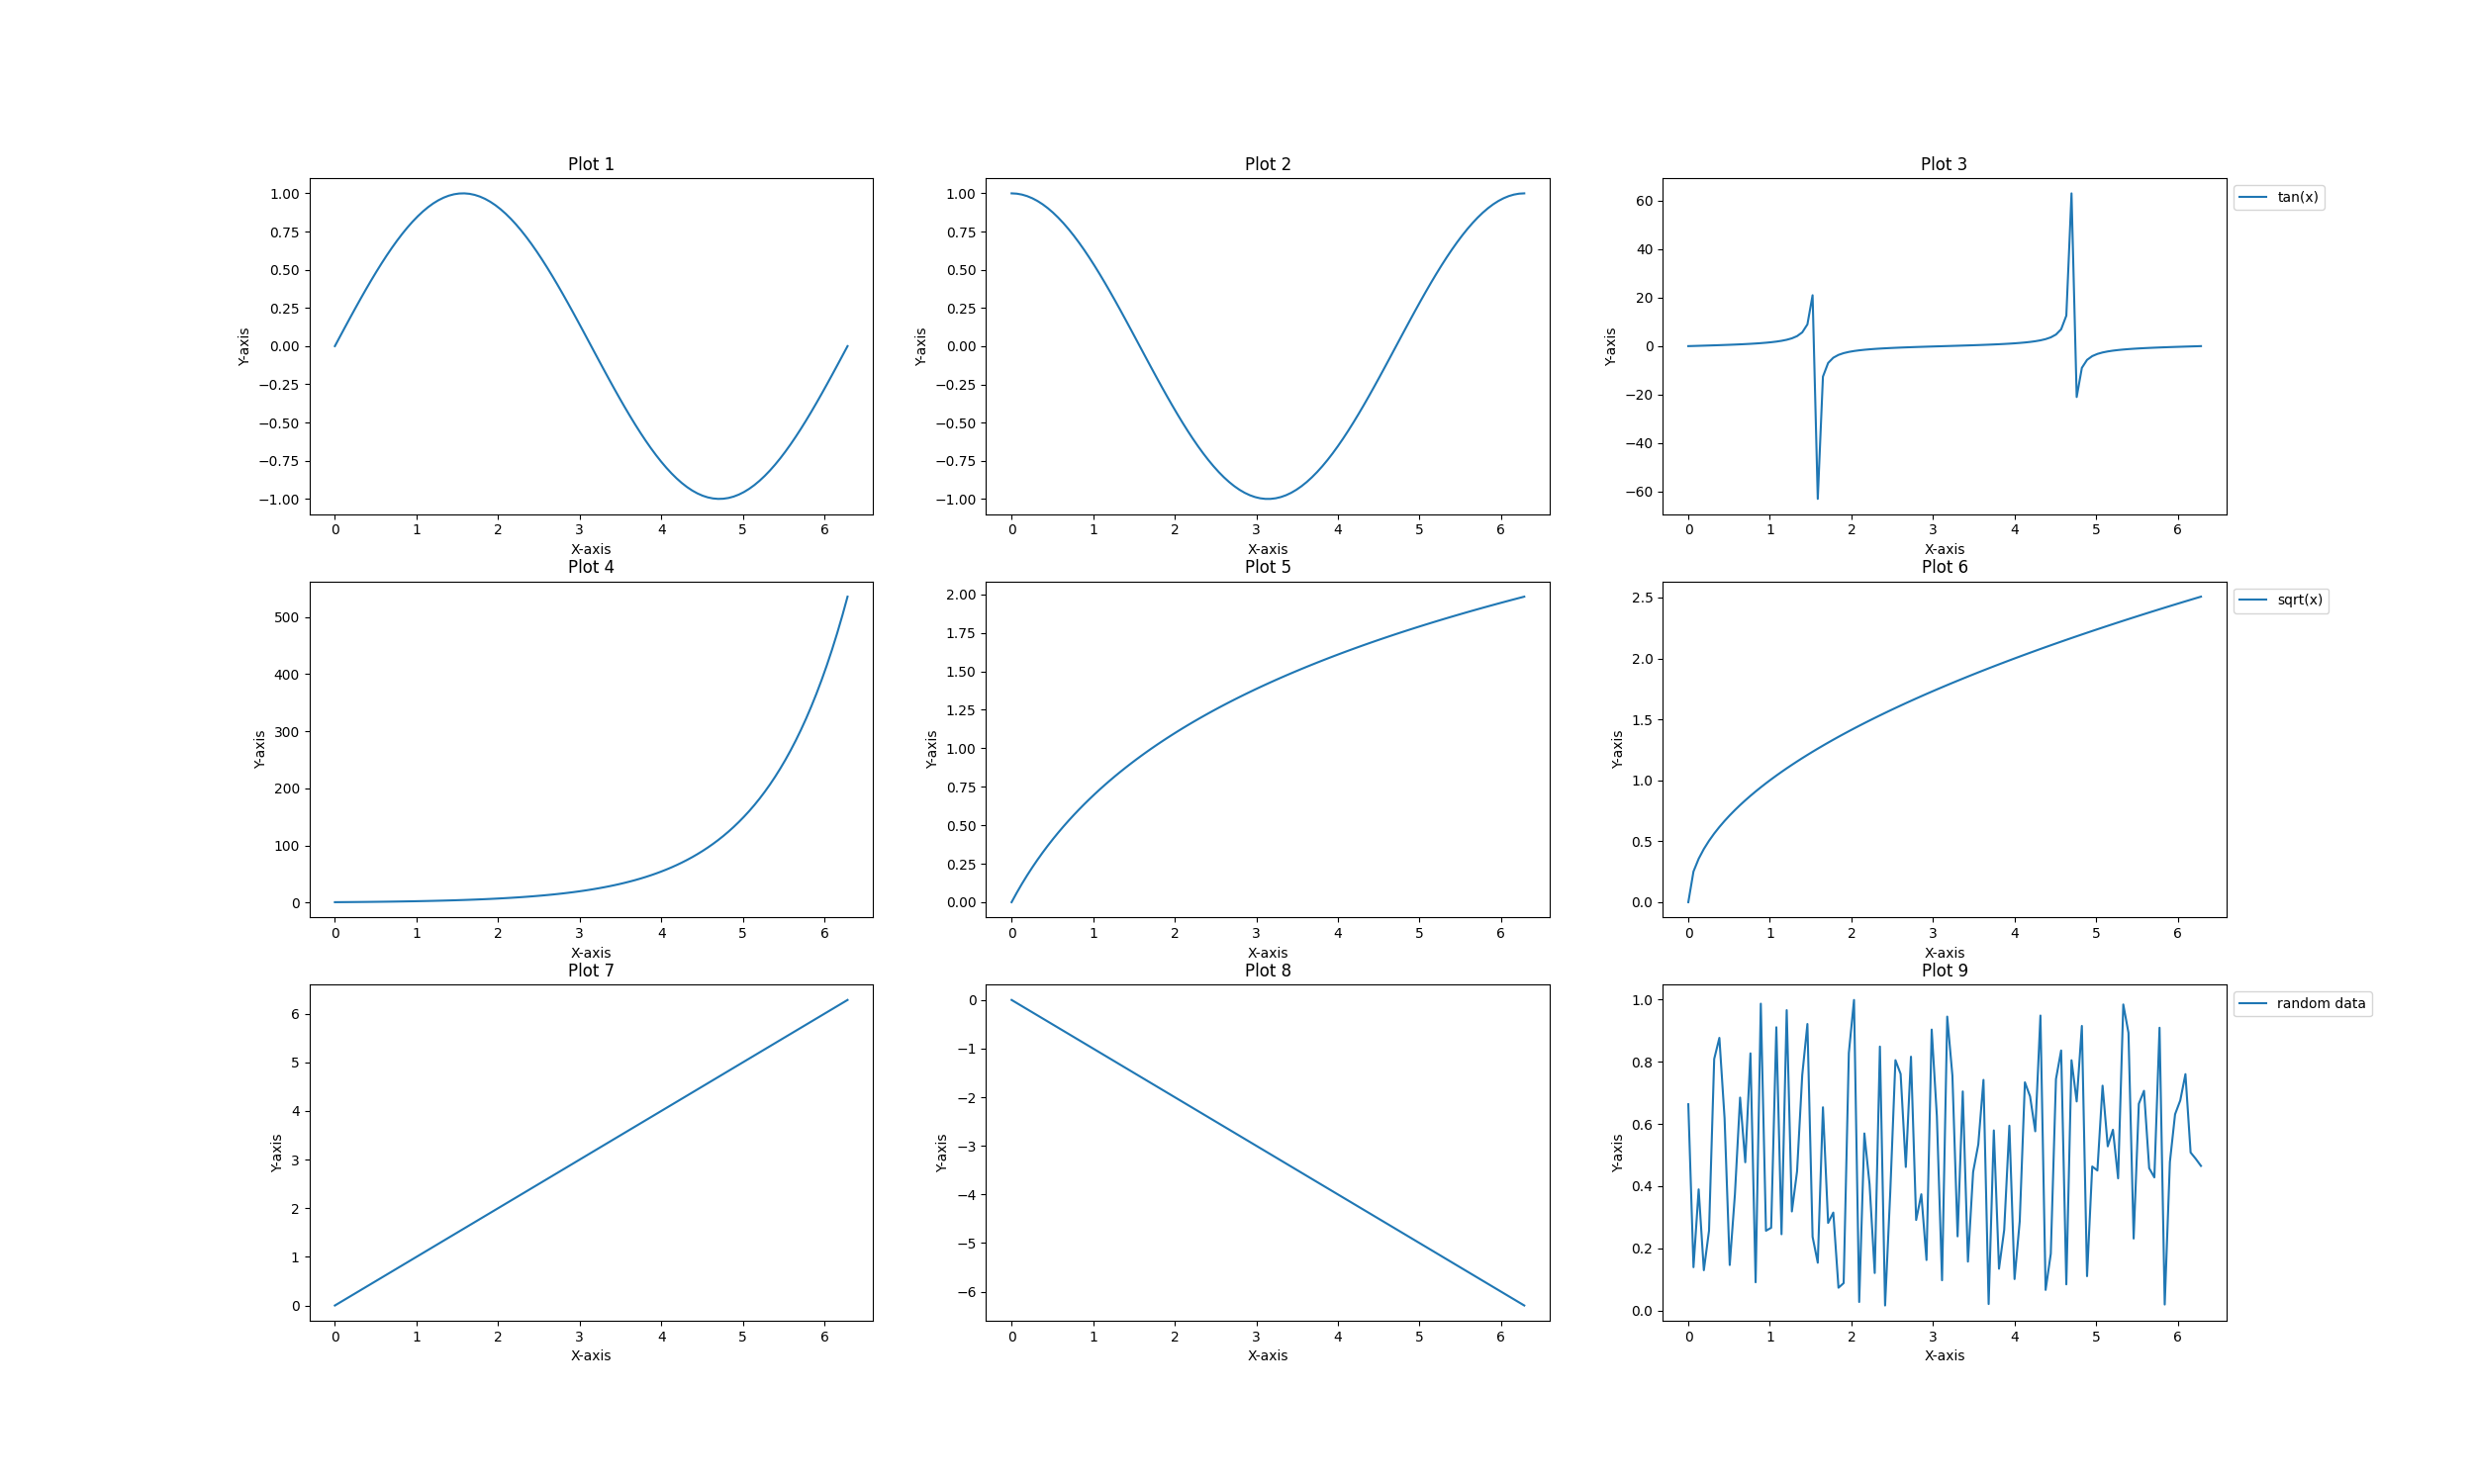 Plot 1
1.00
0.75
0.50
0.25
0.00
−0.25
−0.50
−0.75
−1.00
Y-axis
0 1 2 3 4 5 6
X-axis
Plot 2
1.00
0.75
0.50
0.25
0.00
−0.25
−0.50
−0.75
−1.00
Y-axis
0 1 2 3 4 5 6
X-axis
Plot 3
tan(x)
60
40
20
0
−20
−40
−60
Y-axis
0 1 2 3 4 5 6
X-axis
Plot 4
500
400
300
200
100
0
Y-axis
0 1 2 3 4 5 6
X-axis
Plot 5
2.00
1.75
1.50
1.25
1.00
0.75
0.50
0.25
0.00
Y-axis
0 1 2 3 4 5 6
X-axis
Plot 6
sqrt(x)
2.5
2.0
1.5
1.0
0.5
0.0
Y-axis
0 1 2 3 4 5 6
X-axis
Plot 7
6
5
4
3
2
1
0
Y-axis
0 1 2 3 4 5 6
X-axis
Plot 8
0
−1
−2
−3
−4
−5
−6
Y-axis
0 1 2 3 4 5 6
X-axis
Plot 9
random data
1.0
0.8
0.6
0.4
0.2
0.0
Y-axis
0 1 2 3 4 5 6
X-axis